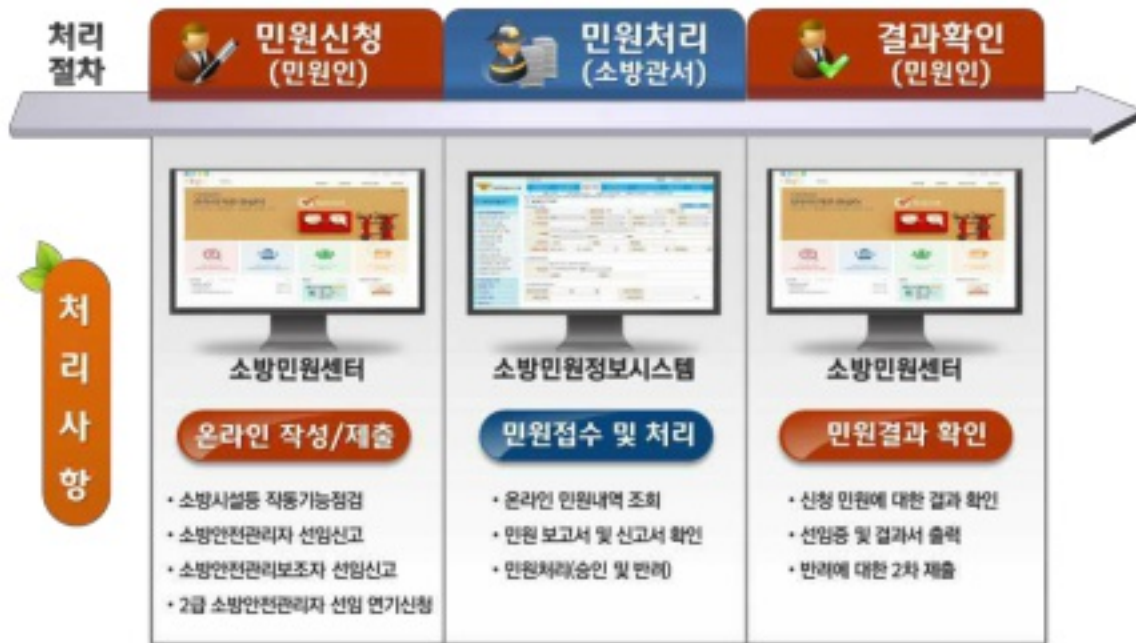 처리
절차
민원신청
(민원인)
민원처리
(소방관서)
결과확인
(민원인)
처리사항
소방민원센터
온라인 작성/제출
• 소방시설등 작동기능점검
• 소방안전관리자 선임신고
• 소방안전관리보조자 선임신고
• 2급 소방안전관리자 선임 연기신청
소방민원정보시스템
민원접수 및 처리
• 온라인 민원내역 조회
• 민원 보고서 및 신고서 확인
• 민원처리(승인 및 반려)
소방민원센터
민원결과 확인
• 신청 민원에 대한 결과 확인
• 선임증 및 결과서 출력
• 반려에 대한 2차 제출